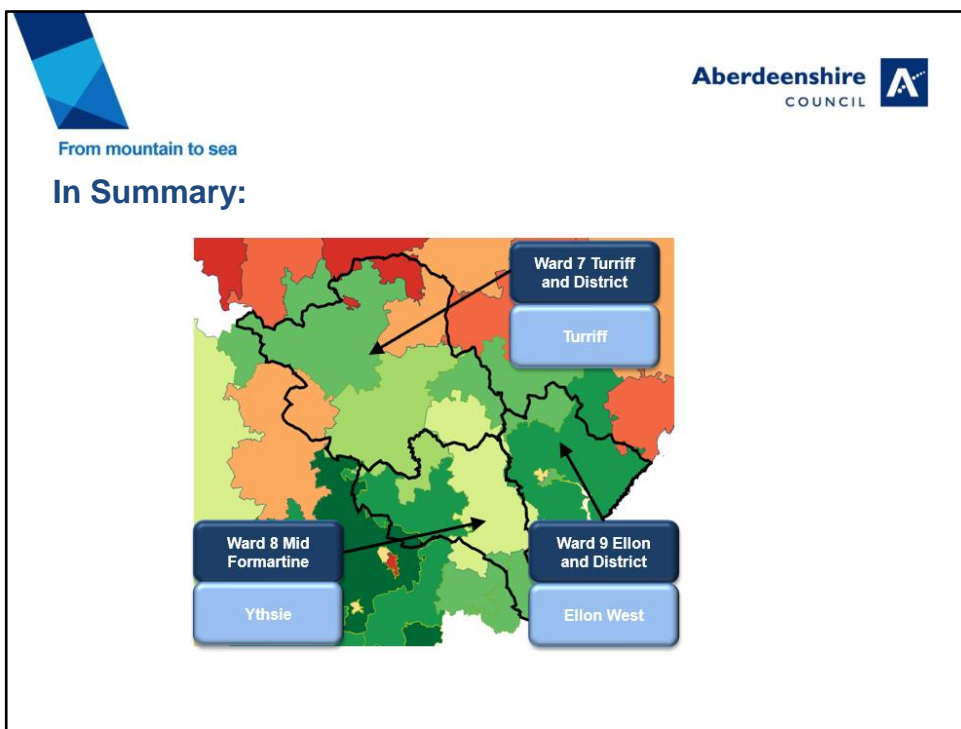 Aberdeenshire
COUNCIL
From mountain to sea
In Summary:
Ward 7 Turriff
and District
Turriff
Ward 8 Mid
Formartine
Ythsie
Ward 9 Ellon
and District
Ellon West